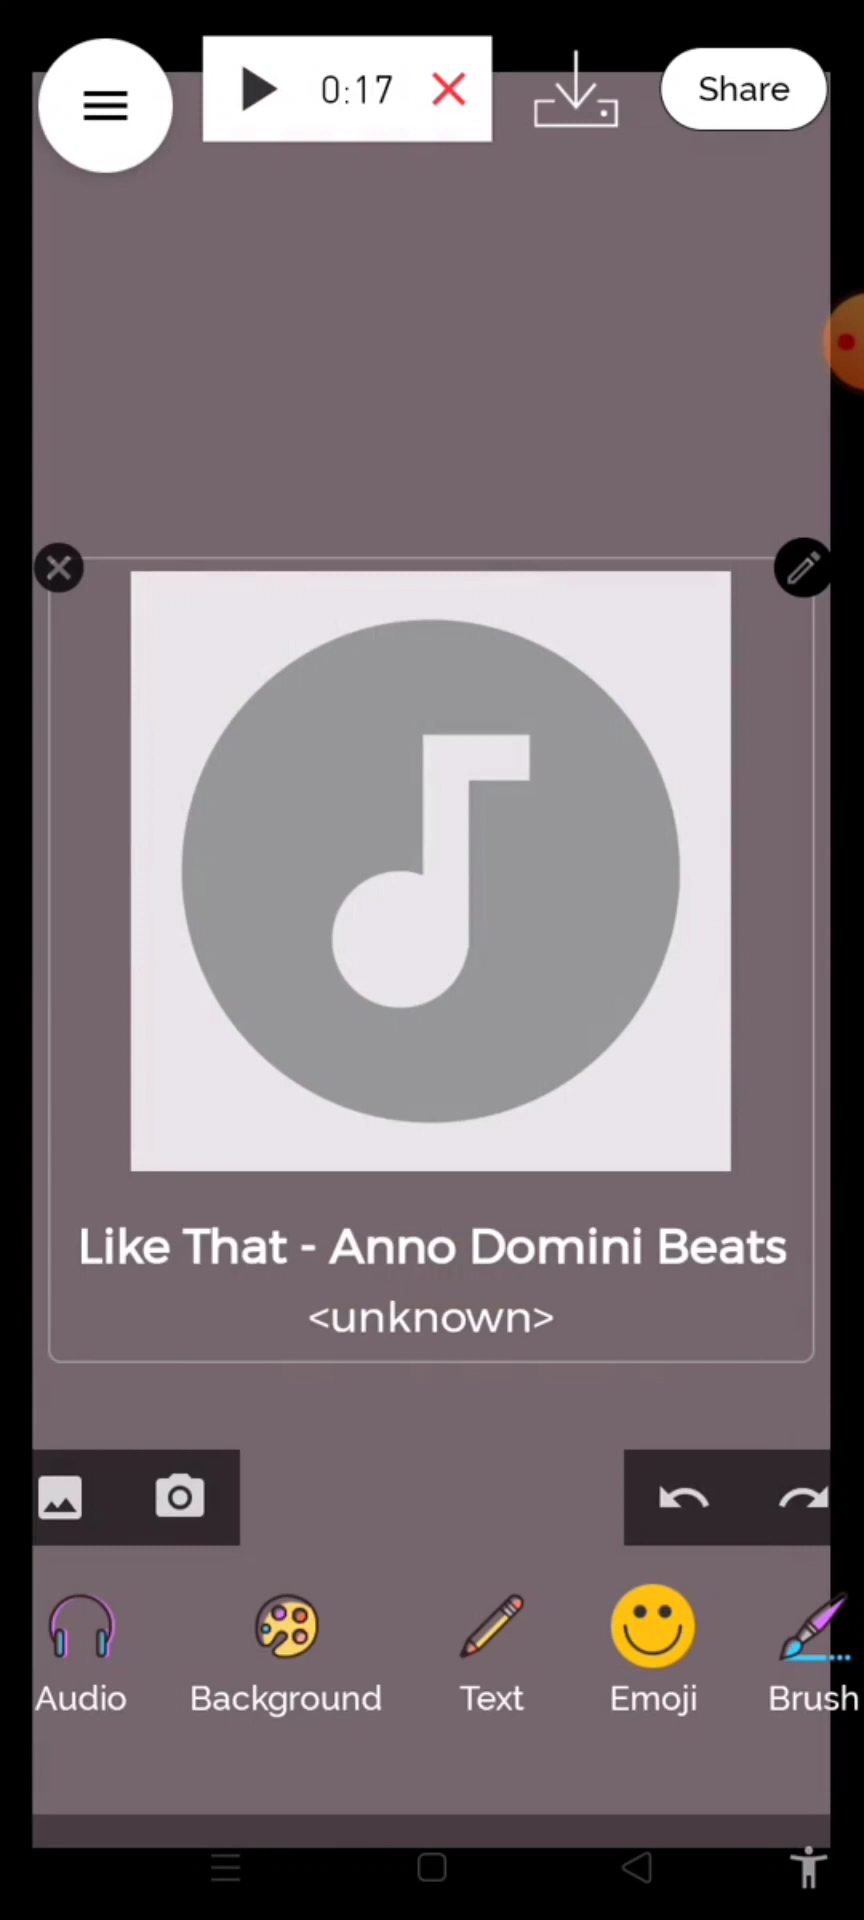 0:17
Share
Like That - Anno Domini Beats
<unknown>
Audio Background Text Emoji Brush